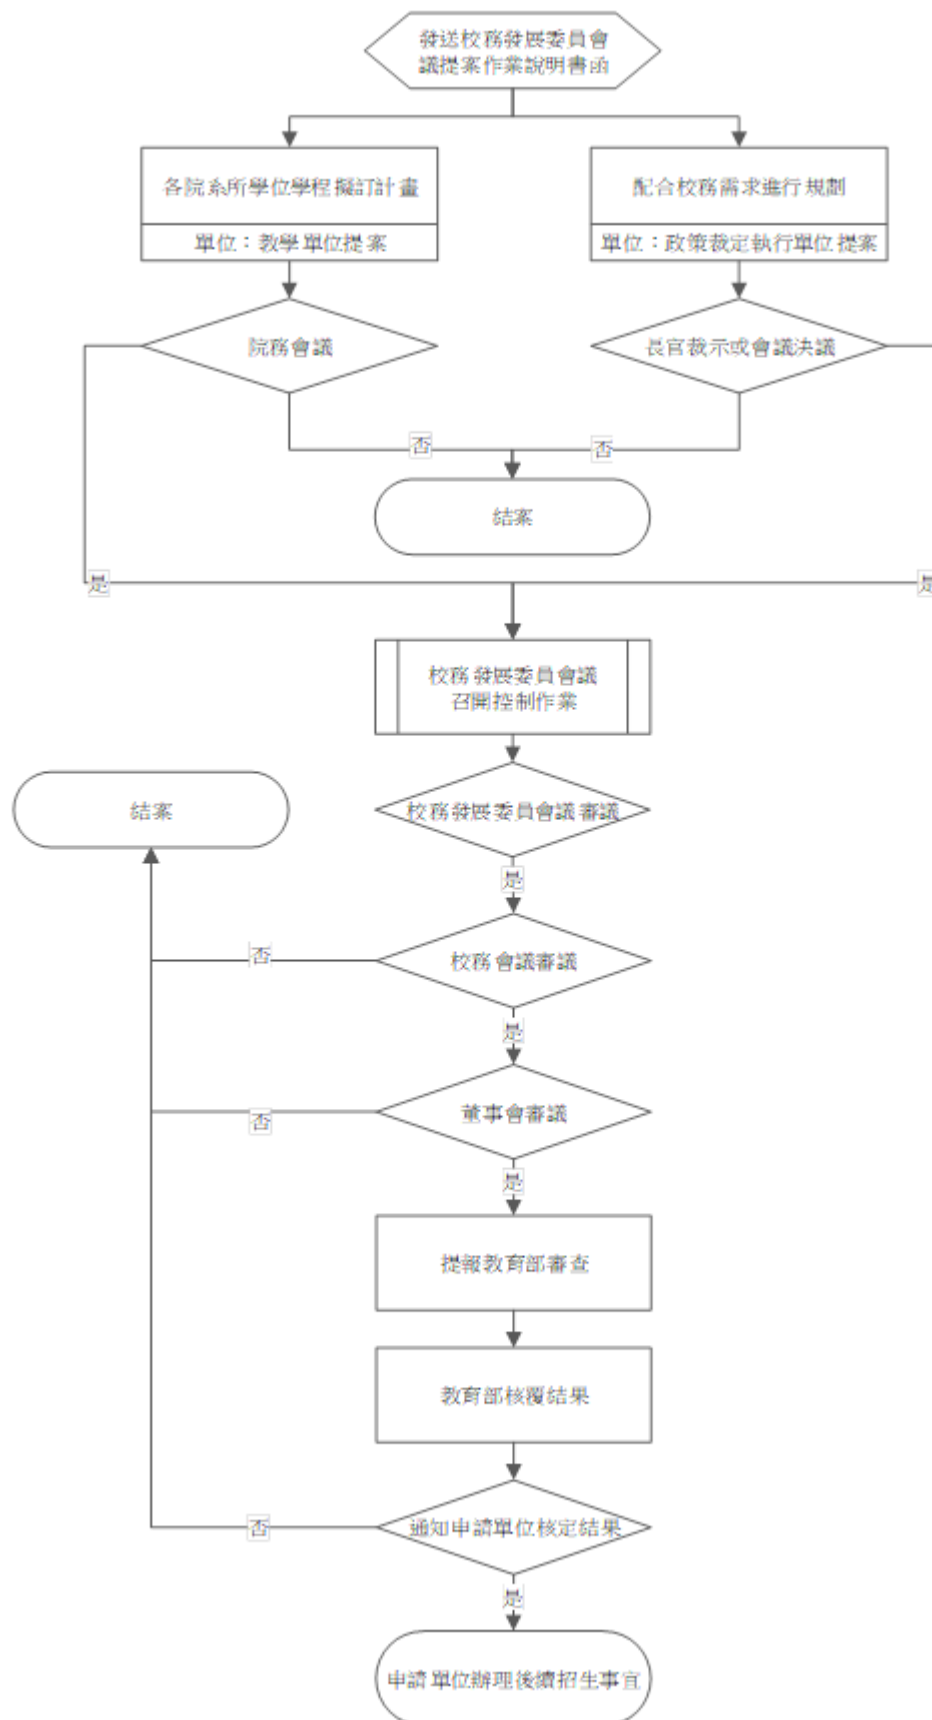 發送校務發展委員會
議提案作業說明書函
各院系所學位學程擬訂計畫
單位：教學單位提案
配合校務需求進行規劃
單位：政策裁定執行單位提案
院務會議
長官裁示或會議決議
否
否
結案
是
是
校務發展委員會議
召開控制作業
結案
校務發展委員會議審議
是
否
校務會議審議
是
否
董事會審議
是
提報教育部審查
教育部核覆結果
否
通知申請單位核定結果
是
申請單位辦理後續招生事宜